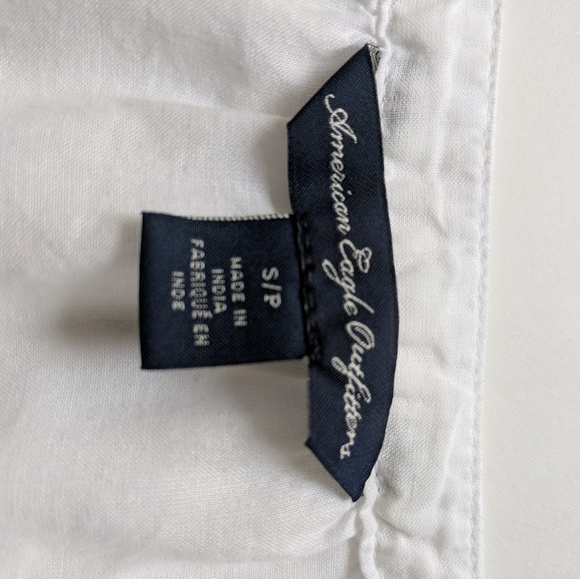 American Eagle Outfitters
S/P
MADE IN
INDIA
FABRIQUÉ EN
INDE